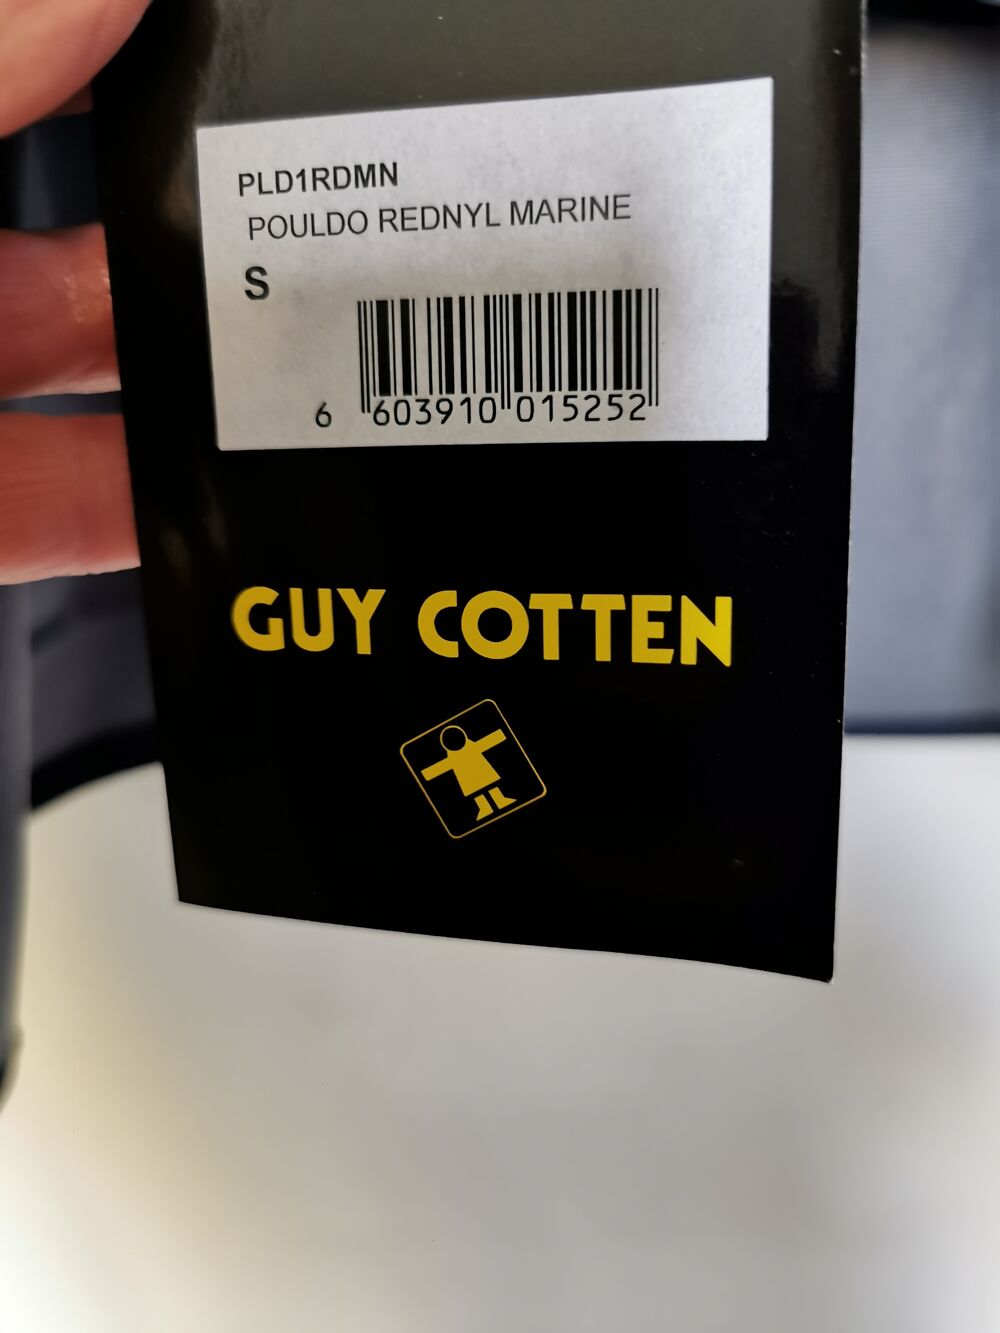 PLD1RDMN
POULDO REDNYL MARINE
S
6 603910 015252
GUY COTTEN